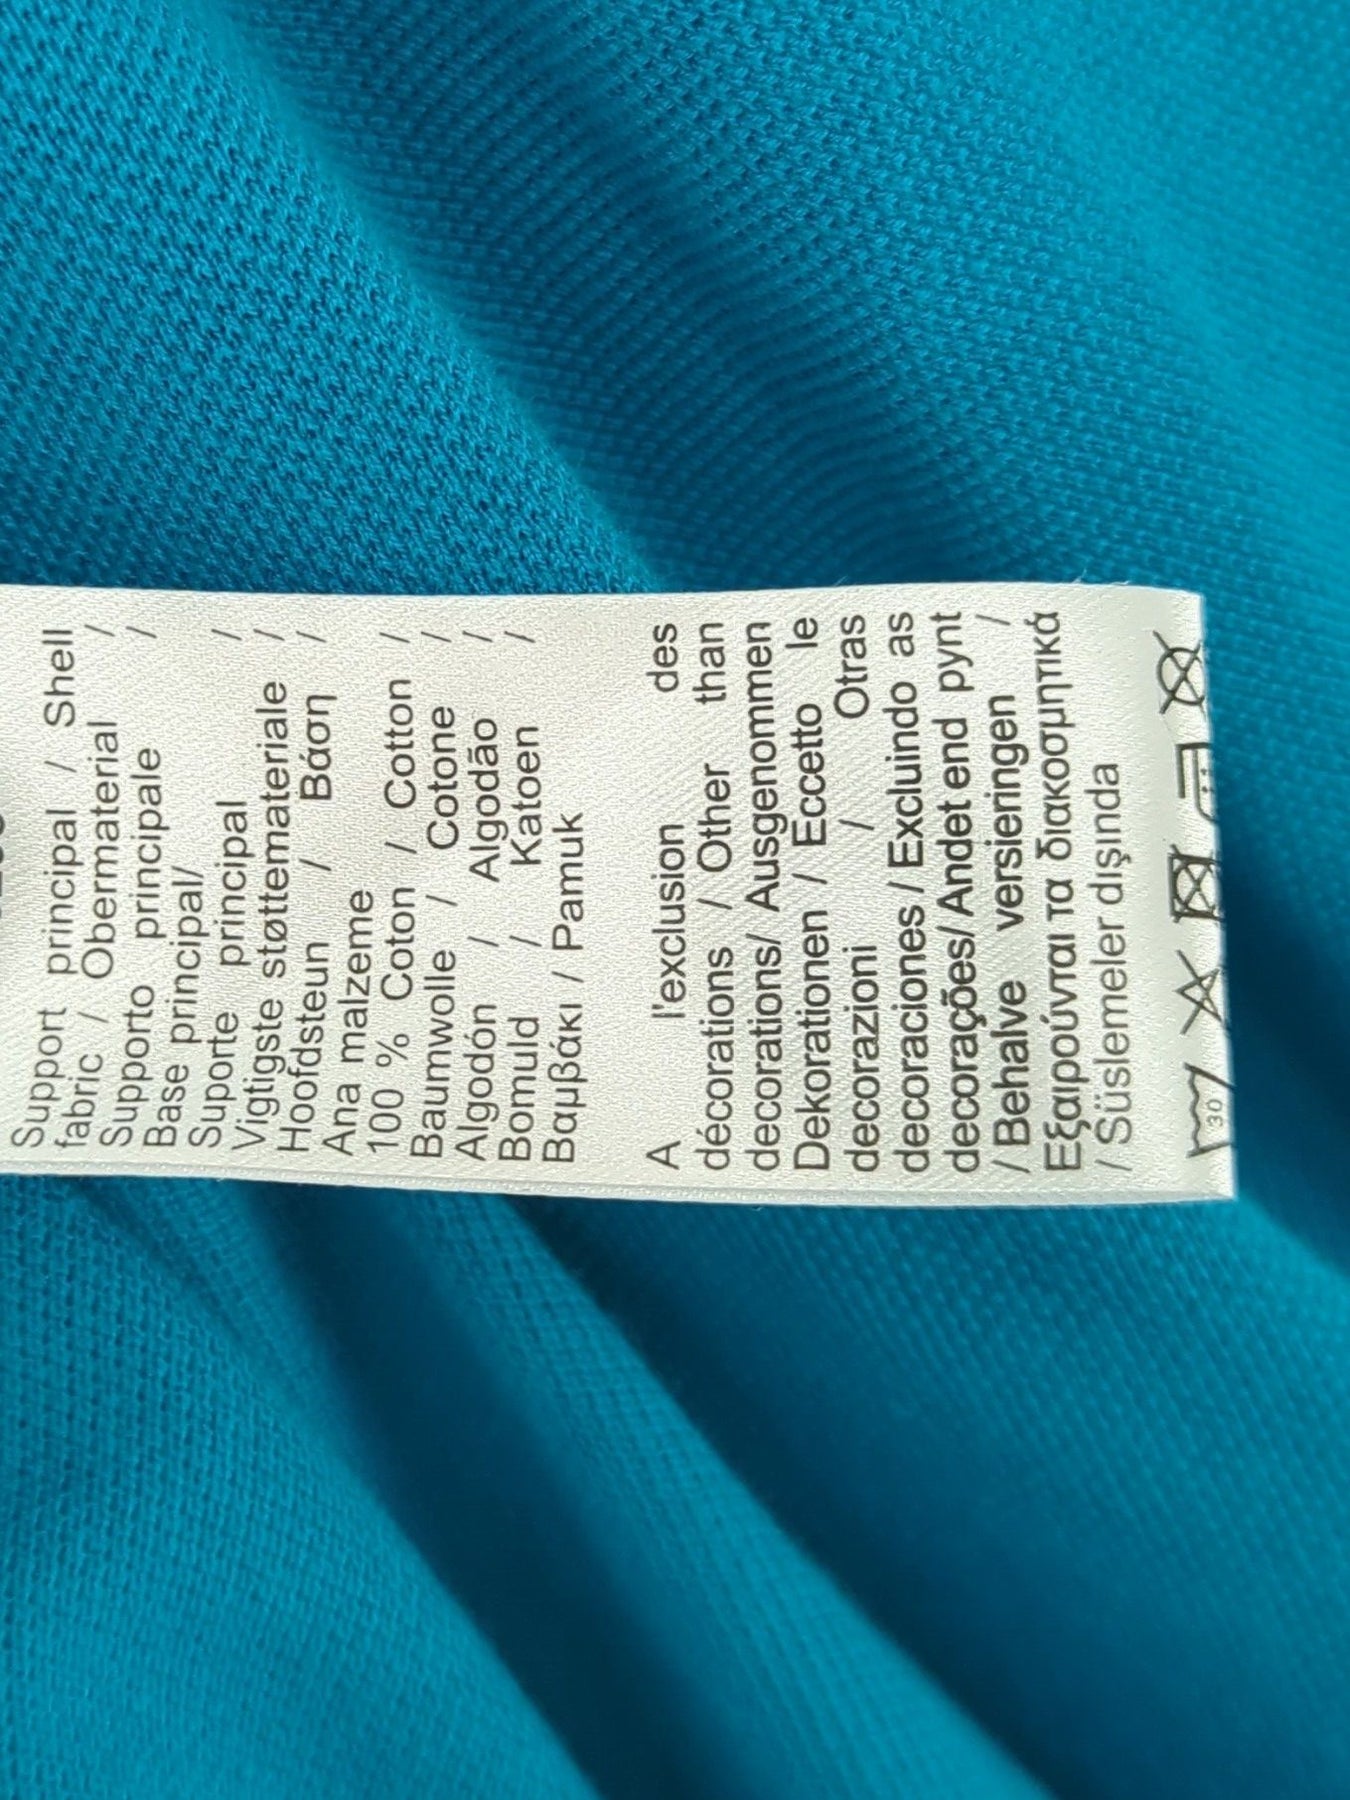 Support principal / Shell
fabric / Obermaterial /
Supporto principale /
Base principal/
Suporte principal /
Vigtigste støttemateriale /
Hoofdsteun / Βάση /
Ana malzeme
100 % Coton / Cotton /
Baumwolle / Cotone /
Algodón / Algodão /
Bomuld / Katoen /
Βαμβάκι / Pamuk
A l'exclusion des
décorations / Other than
decorations/ Ausgenommen
Dekorationen / Eccetto le
decorazioni / Otras
decoraciones / Excluindo as
decorações/ Andet end pynt
/ Behalve versieringen /
Εξαιρούνται τα διακοσμητικά
/ Süslemeler dışında
30